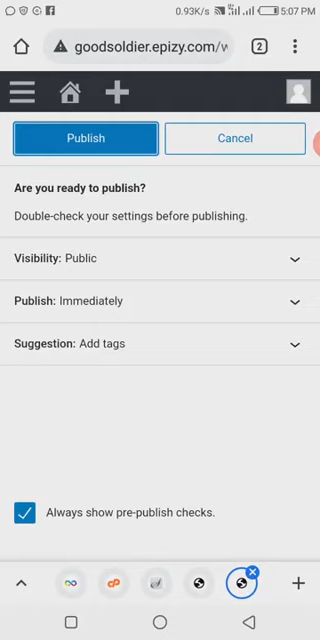 0.93K/s 5:07 PM
goodsoldier.epizy.com/w
2
Publish
Cancel
Are you ready to publish?
Double-check your settings before publishing.
Visibility: Public
Publish: Immediately
Suggestion: Add tags
Always show pre-publish checks.